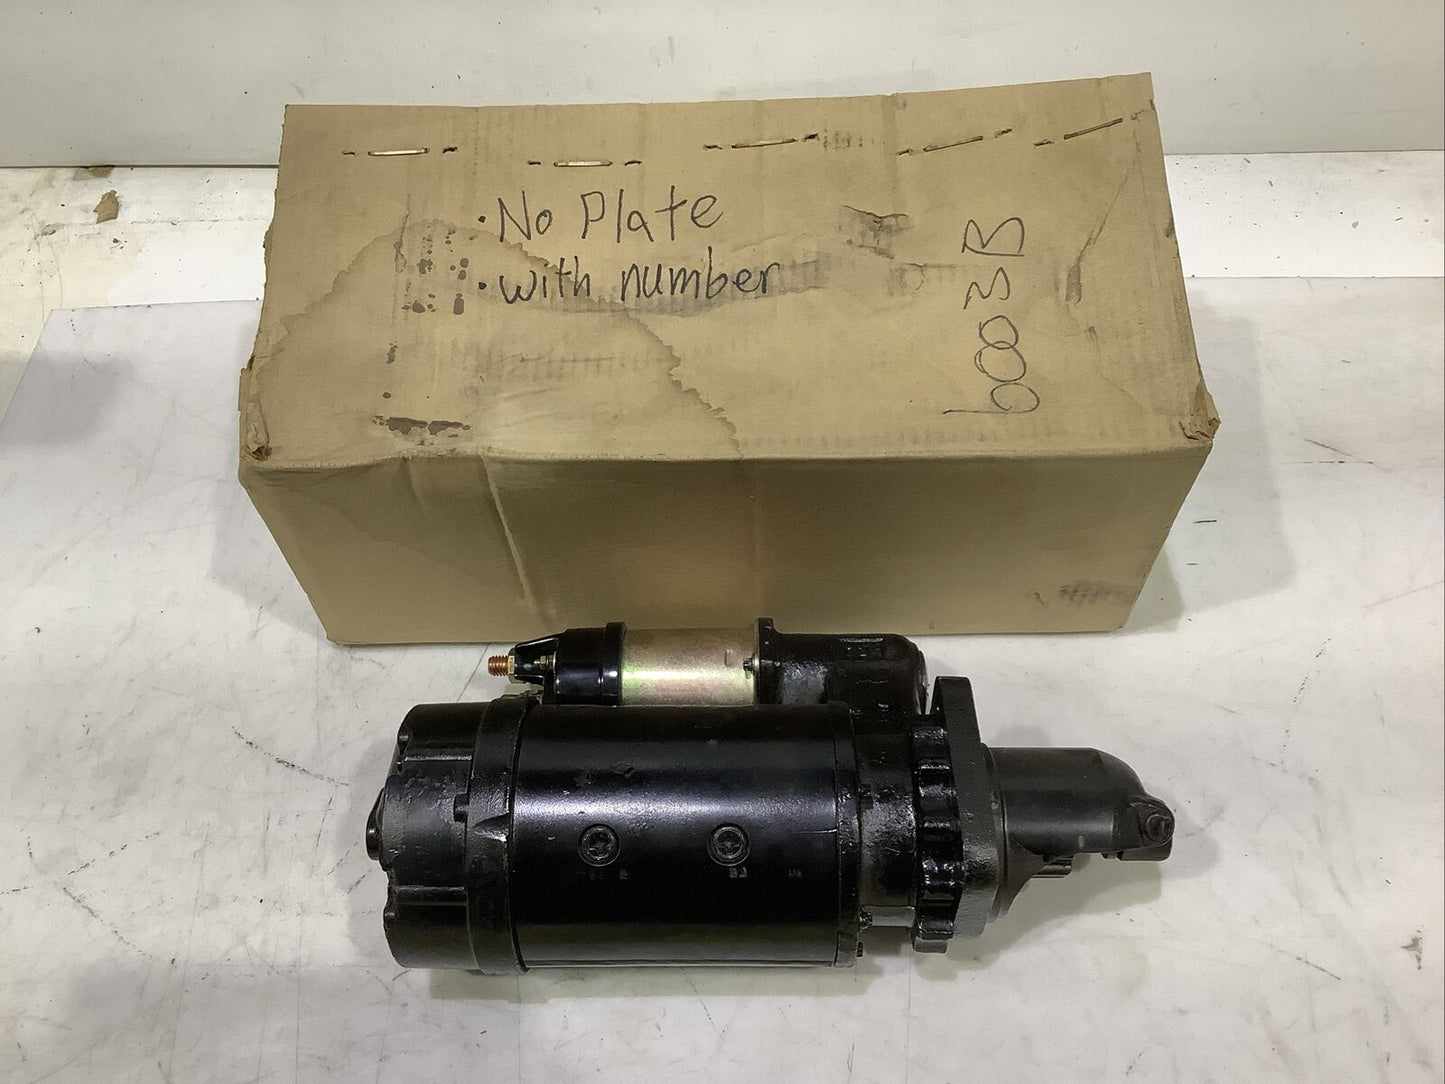 · No Plate
· with number
6003B